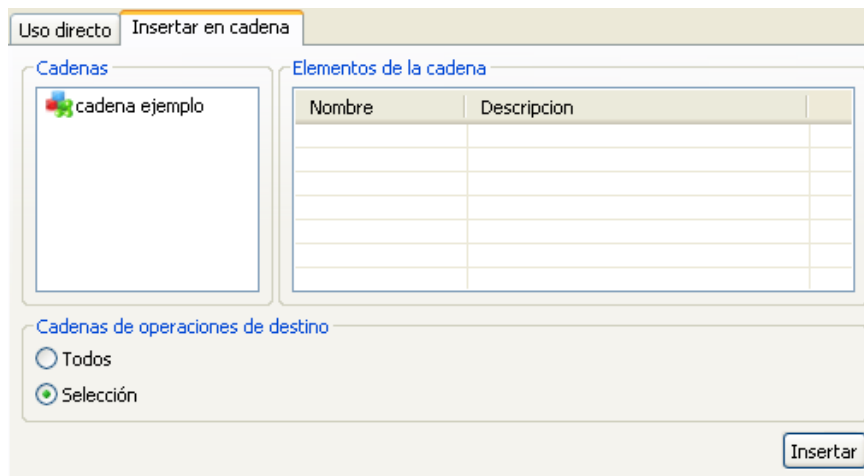 Uso directo
Insertar en cadena
Cadenas
Elementos de la cadena
cadena ejemplo
Nombre
Descripcion
Cadenas de operaciones de destino
Todos
Selección
Insertar